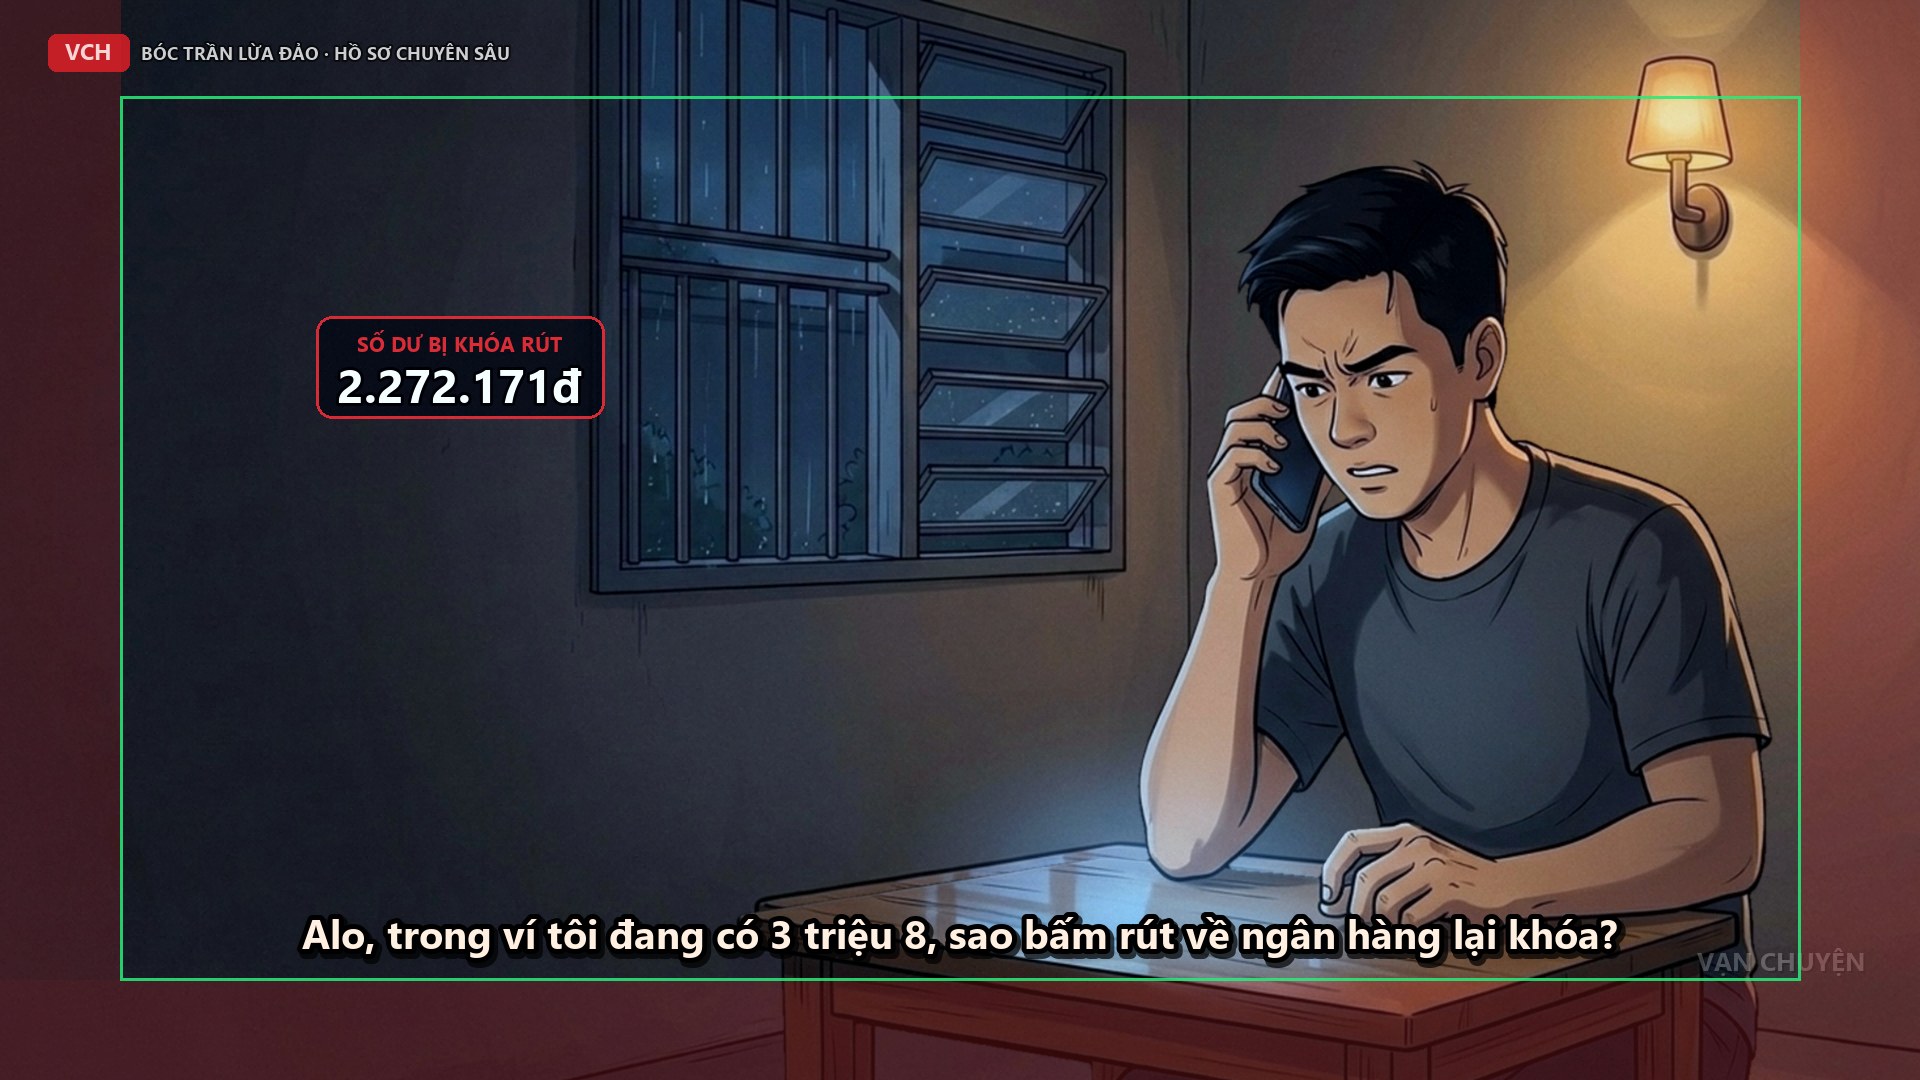 VCH
BÓC TRẦN LỪA ĐẢO · HỒ SƠ CHUYÊN SÂU
SỐ DƯ BỊ KHÓA RÚT
2.272.171đ
Alo, trong ví tôi đang có 3 triệu 8, sao bấm rút về ngân hàng lại khóa?
VẠN CHUYỆN